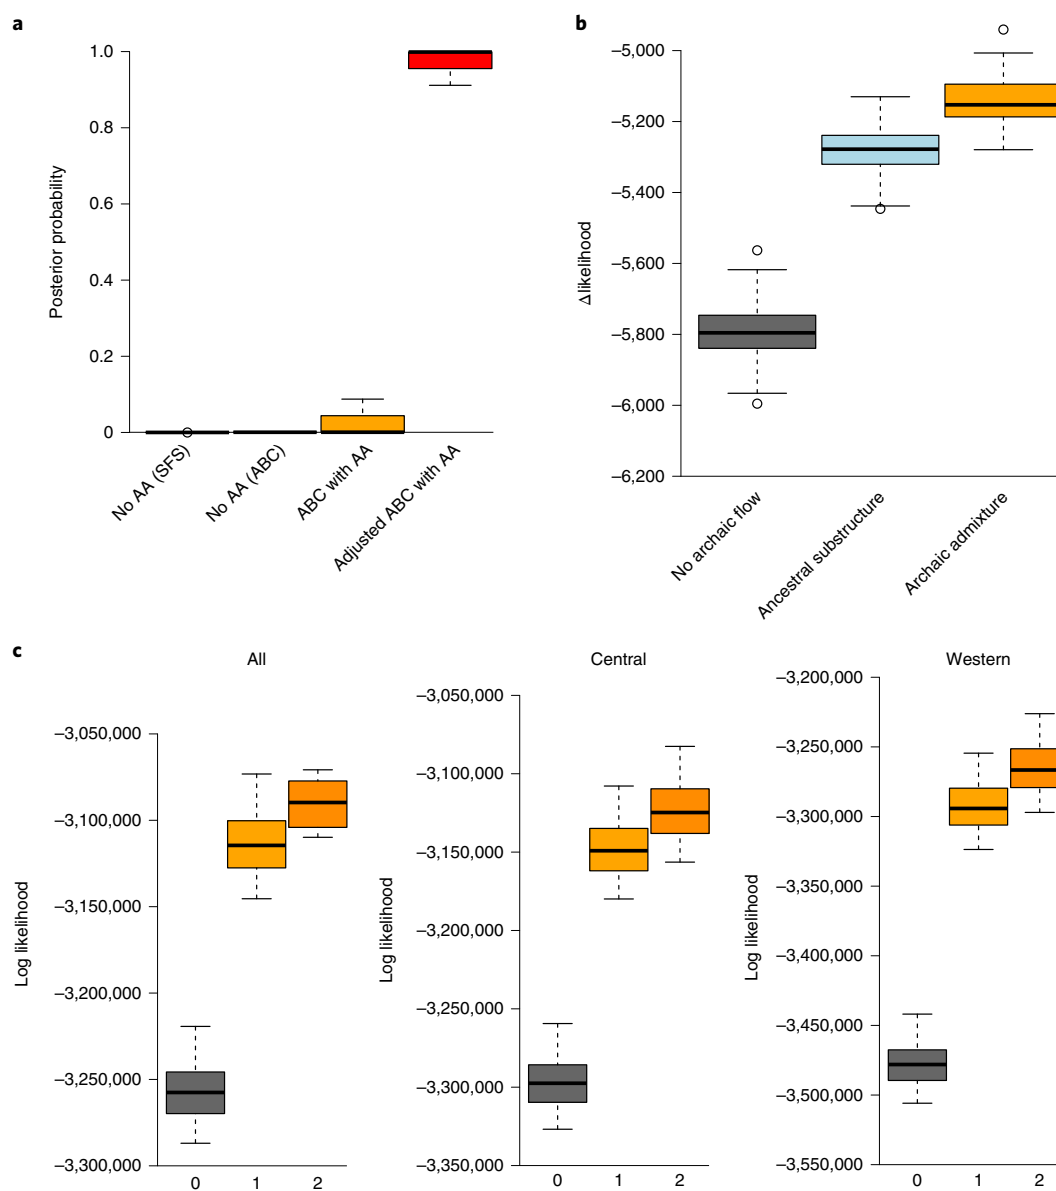 a
Posterior probability
1.0
0.8
0.6
0.4
0.2
0
No AA (SFS)
No AA (ABC)
ABC with AA
Adjusted ABC with AA
b
Δlikelihood
–5,000
–5,200
–5,400
–5,600
–5,800
–6,000
–6,200
No archaic flow
Ancestral substructure
Archaic admixture
c
All
Log likelihood
–3,050,000
–3,100,000
–3,150,000
–3,200,000
–3,250,000
–3,300,000
0 1 2
Central
Log likelihood
–3,050,000
–3,100,000
–3,150,000
–3,200,000
–3,250,000
–3,300,000
–3,350,000
0 1 2
Western
Log likelihood
–3,200,000
–3,250,000
–3,300,000
–3,350,000
–3,400,000
–3,450,000
–3,500,000
–3,550,000
0 1 2